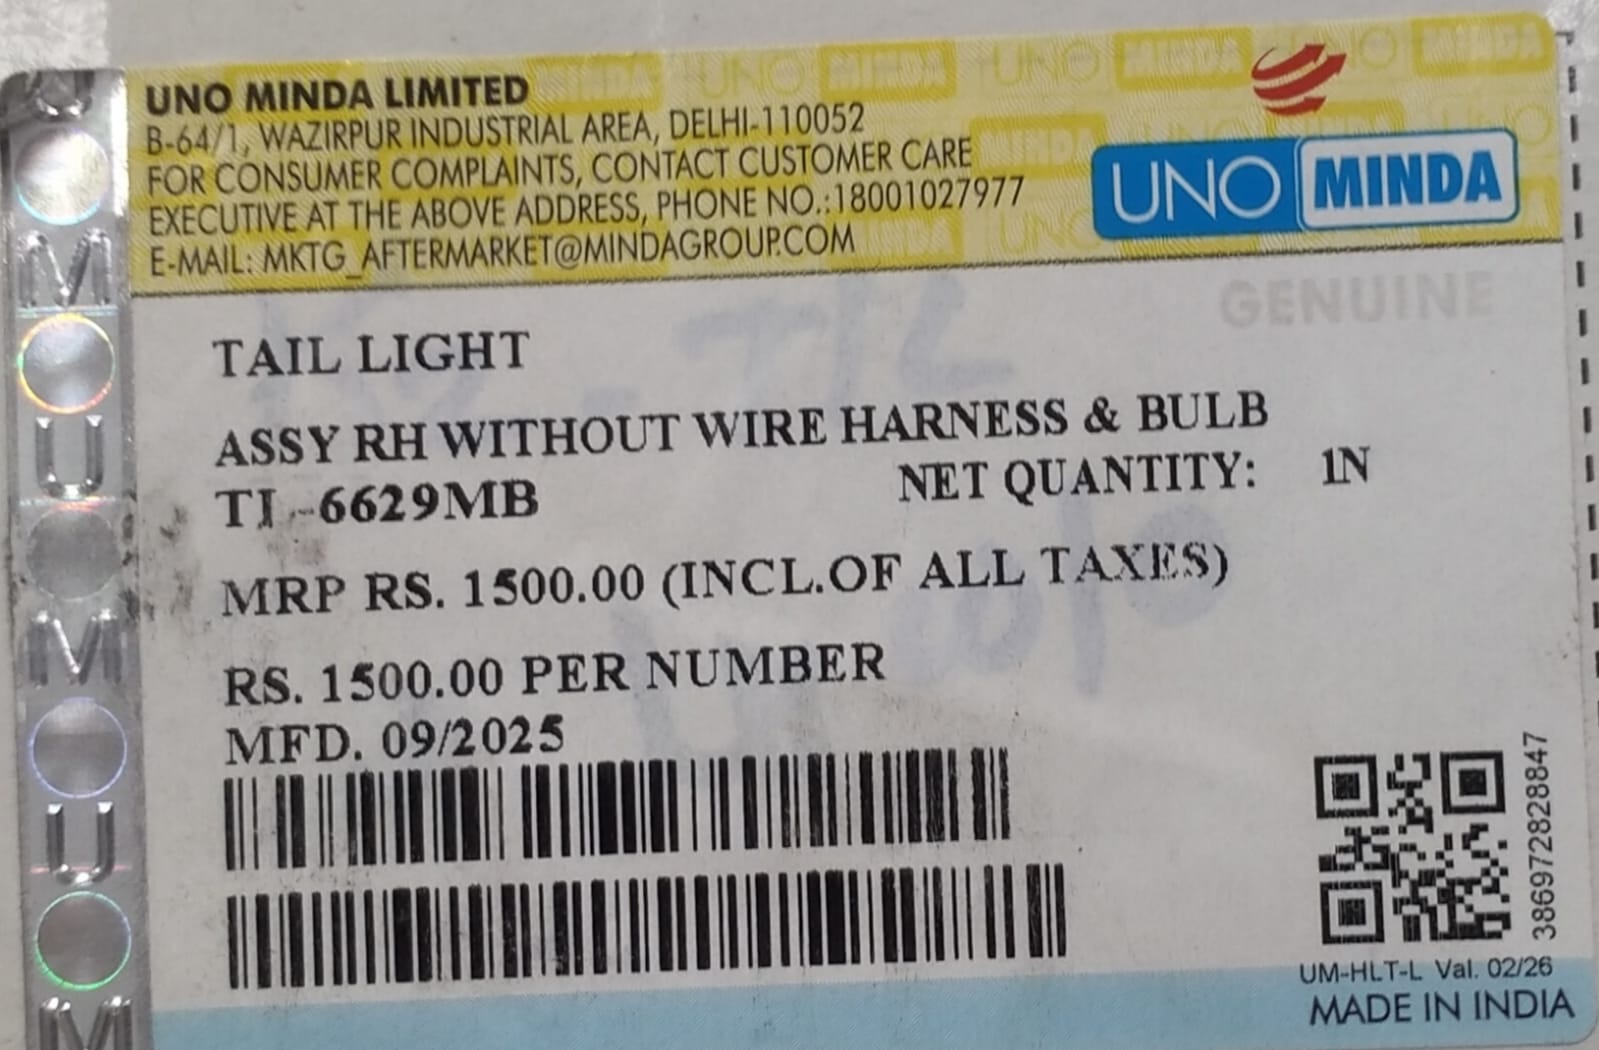 UNO MINDA LIMITED
B-64/1, WAZIRPUR INDUSTRIAL AREA, DELHI-110052
FOR CONSUMER COMPLAINTS, CONTACT CUSTOMER CARE
EXECUTIVE AT THE ABOVE ADDRESS, PHONE NO.:18001027977
E-MAIL: MKTG_AFTERMARKET@MINDAGROUP.COM
UNO MINDA
GENUINE
TAIL LIGHT
ASSY RH WITHOUT WIRE HARNESS & BULB
TI -6629MB NET QUANTITY: 1N
MRP RS. 1500.00 (INCL.OF ALL TAXES)
RS. 1500.00 PER NUMBER
MFD. 09/2025
386972828847
UM-HLT-L Val. 02/26
MADE IN INDIA